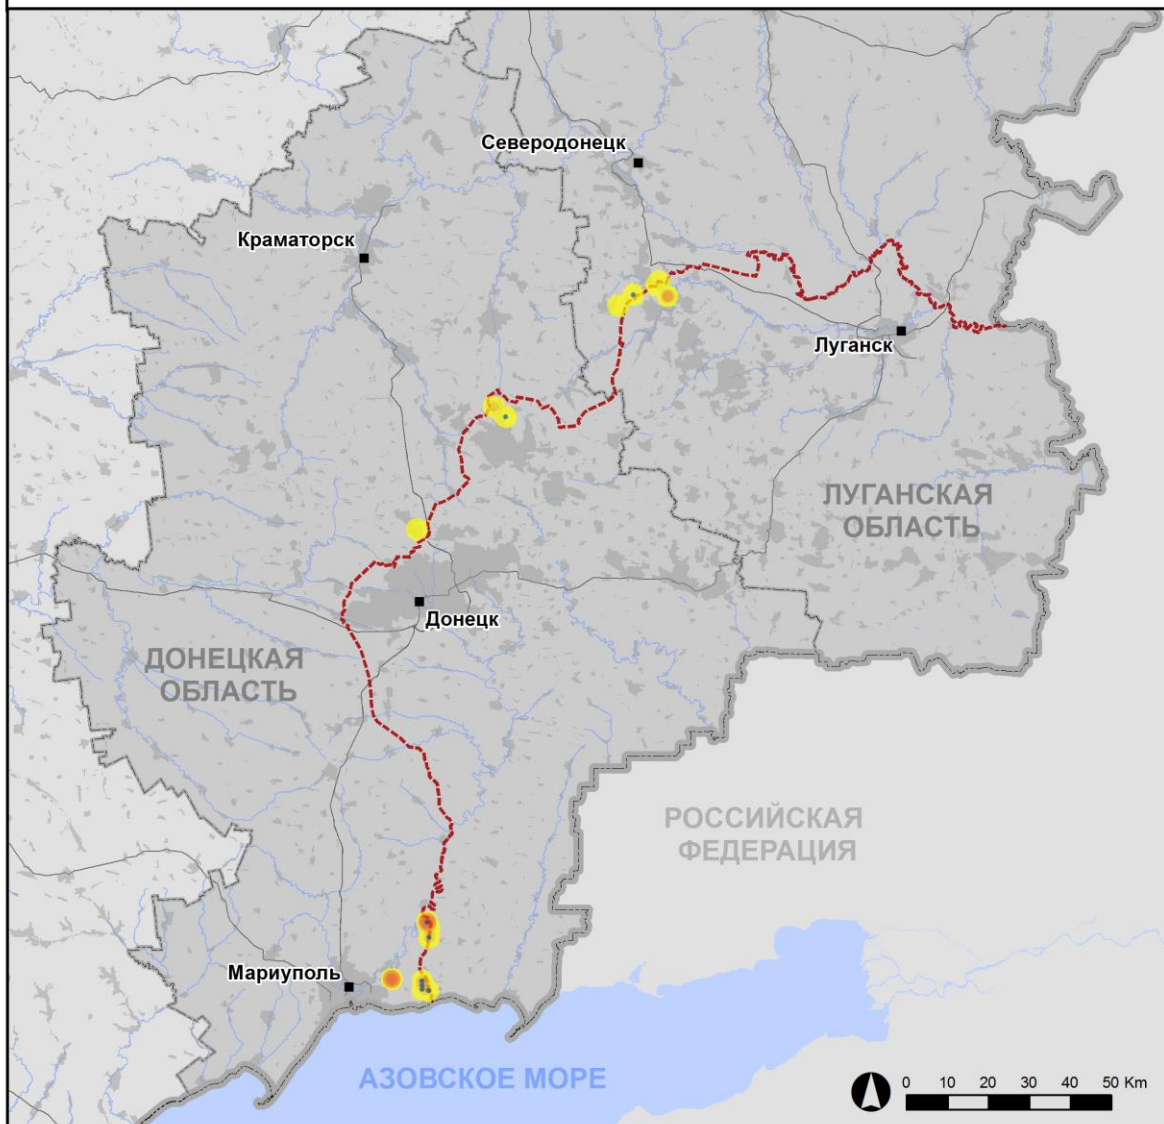 Северодонецк
Краматорск
Луганск
ЛУГАНСКАЯ
ОБЛАСТЬ
Донецк
ДОНЕЦКАЯ
ОБЛАСТЬ
РОССИЙСКАЯ
ФЕДЕРАЦИЯ
Мариуполь
АЗОВСКОЕ МОРЕ
0 10 20 30 40 50 Km